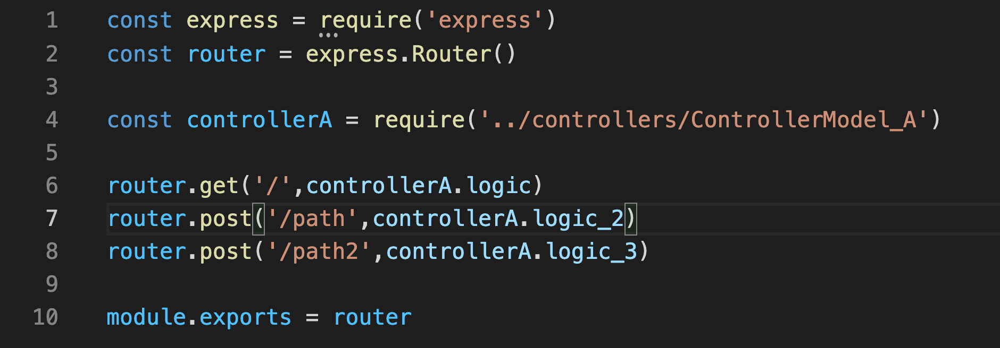 1 const express = require('express')
2 const router = express.Router()
3
4 const controllerA = require('../controllers/ControllerModel_A')
5
6 router.get('/',controllerA.logic)
7 router.post('/path',controllerA.logic_2)
8 router.post('/path2',controllerA.logic_3)
9
10 module.exports = router